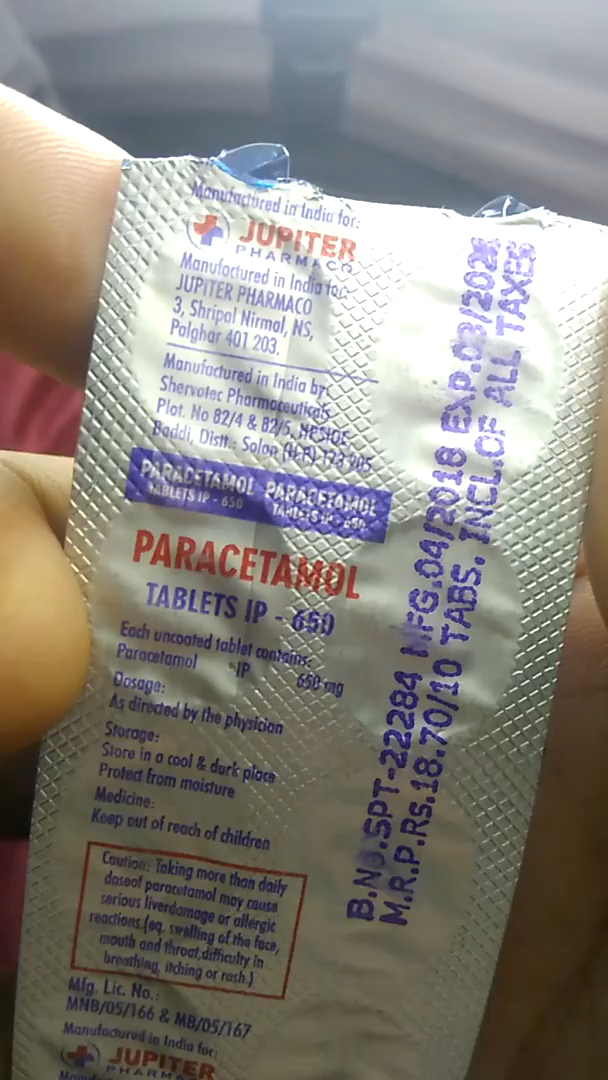 Manufactured in India for:
JUPITER
PHARMACO
Manufactured in India for:
JUPITER PHARMACO
3, Shripal Nirmal, NS,
Palghar 401 203.
Manufactured in India by:
Shervotec Pharmaceuticals
Plot. No 82/4 & 82/5, HPSIDC
Baddi, Distt.: Solan (H.P.) 173 205
PARACETAMOL PARACETAMOL
TABLETS IP - 650 TABLETS IP - 650
PARACETAMOL
TABLETS IP - 650
Each uncoated tablet contains:
Paracetamol IP 650 mg
Dosage:
As directed by the physician
Storage:
Store in a cool & dark place
Protect from moisture
Medicine:
Keep out of reach of children
Caution: Taking more than daily
doseof paracetamol may cause
serious liverdamage or allergic
reactions.(eg. swelling of the face,
mouth and throat,difficulty in
breathing, itching or rash.)
Mfg. Lic. No.:
MNB/05/166 & MB/05/167
Manufactured in India for:
JUPITER
PHARMACO
B.NO.SPT-22284 MFG.04/2018 EXP.03/202
M.R.P.RS.18.70/10 TABS. INCL.OF ALL TAXES